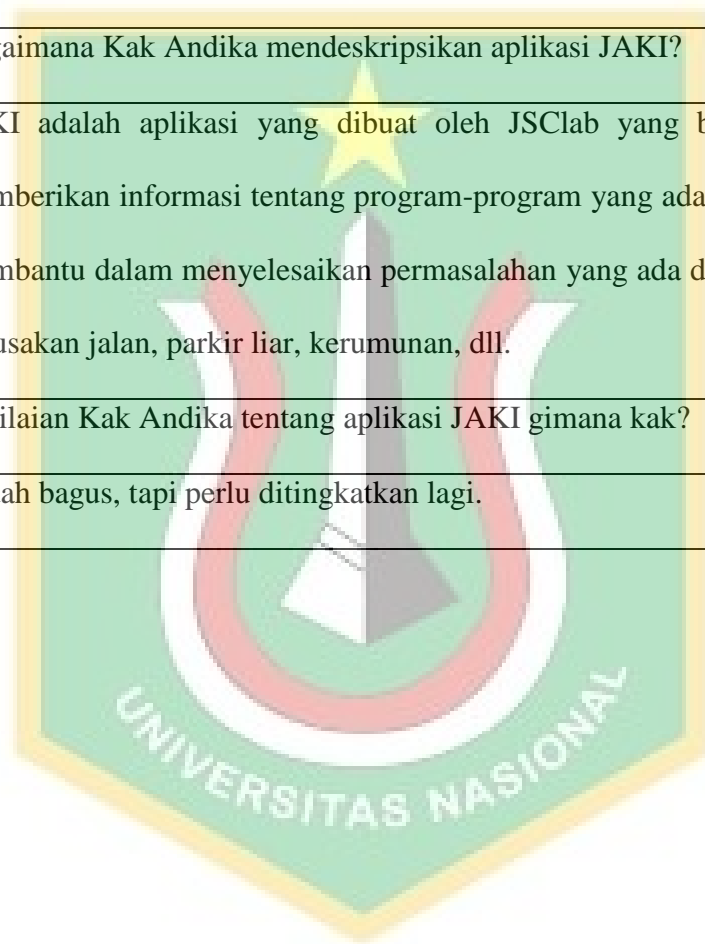 gaimana Kak Andika mendeskripsikan aplikasi JAKI?
KI adalah aplikasi yang dibuat oleh JSClab yang b
mberikan informasi tentang program-program yang ada
mbantu dalam menyelesaikan permasalahan yang ada d
usakan jalan, parkir liar, kerumunan, dll.
ilaian Kak Andika tentang aplikasi JAKI gimana kak?
ah bagus, tapi perlu ditingkatkan lagi.
UNIVERSITAS NASIONAL